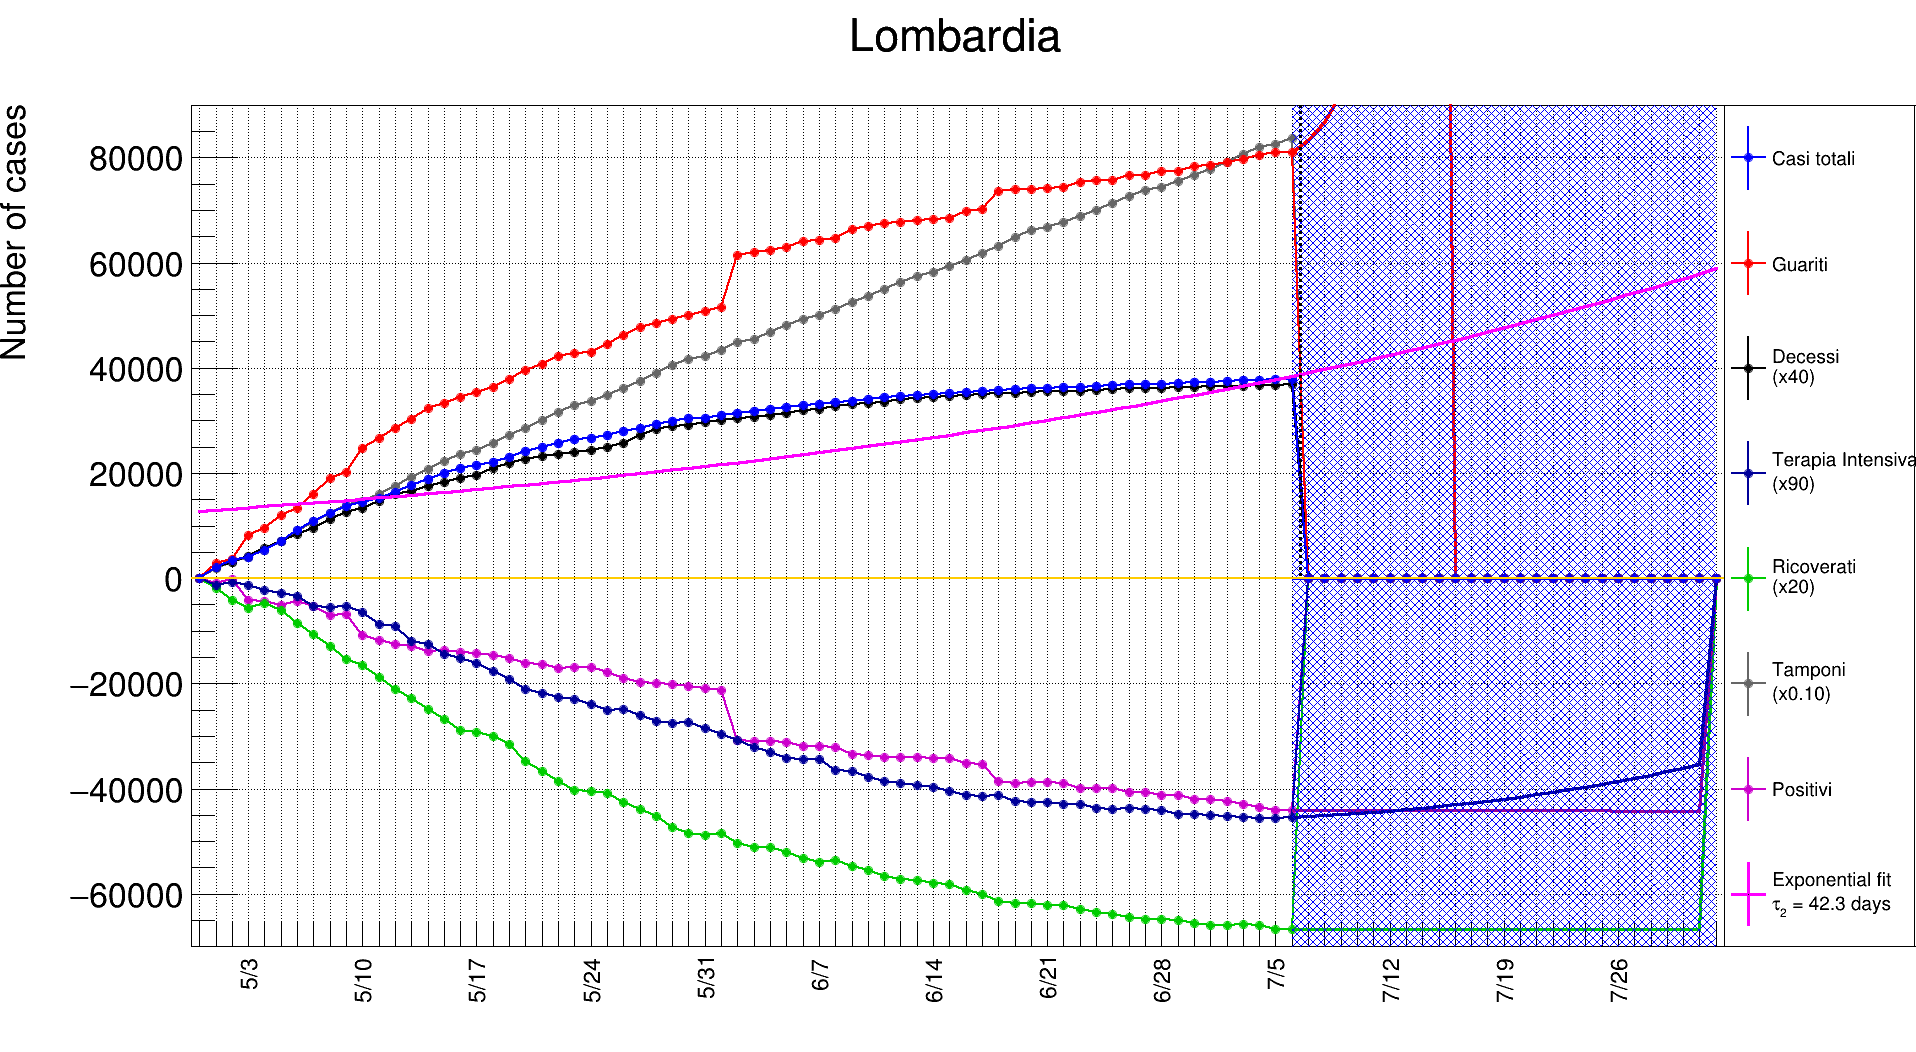 Lombardia
Number of cases
80000
60000
40000
20000
0
−20000
−40000
−60000
5/3
5/10
5/17
5/24
5/31
6/7
6/14
6/21
6/28
7/5
7/12
7/19
7/26
Casi totali
Guariti
Decessi
(x40)
Terapia Intensiva
(x90)
Ricoverati
(x20)
Tamponi
(x0.10)
Positivi
Exponential fit
τ2 = 42.3 days